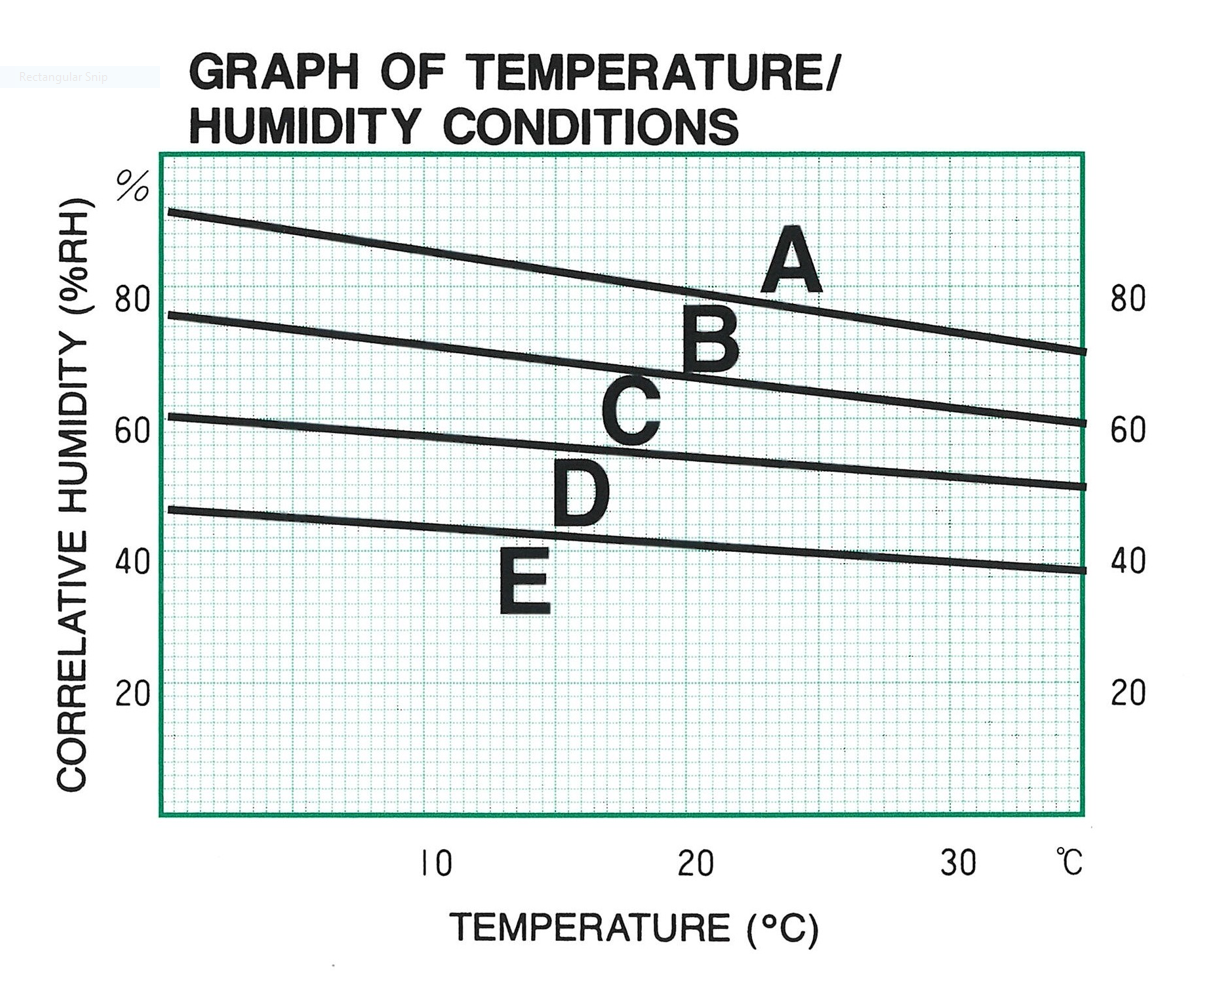 Rectangular Snip
GRAPH OF TEMPERATURE/
HUMIDITY CONDITIONS
%
CORRELATIVE HUMIDITY (%RH)
80
60
40
20
A
B
C
D
E
80
60
40
20
10 20 30 °C
TEMPERATURE (°C)